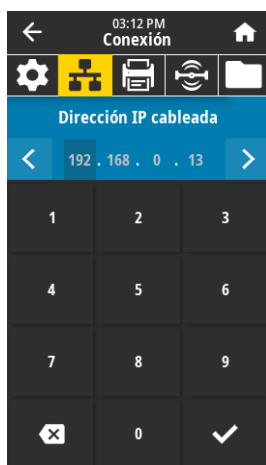 03:12 PM
Conexión
Dirección IP cableada
192 . 168 . 0 . 13
1 2 3
4 5 6
7 8 9
0